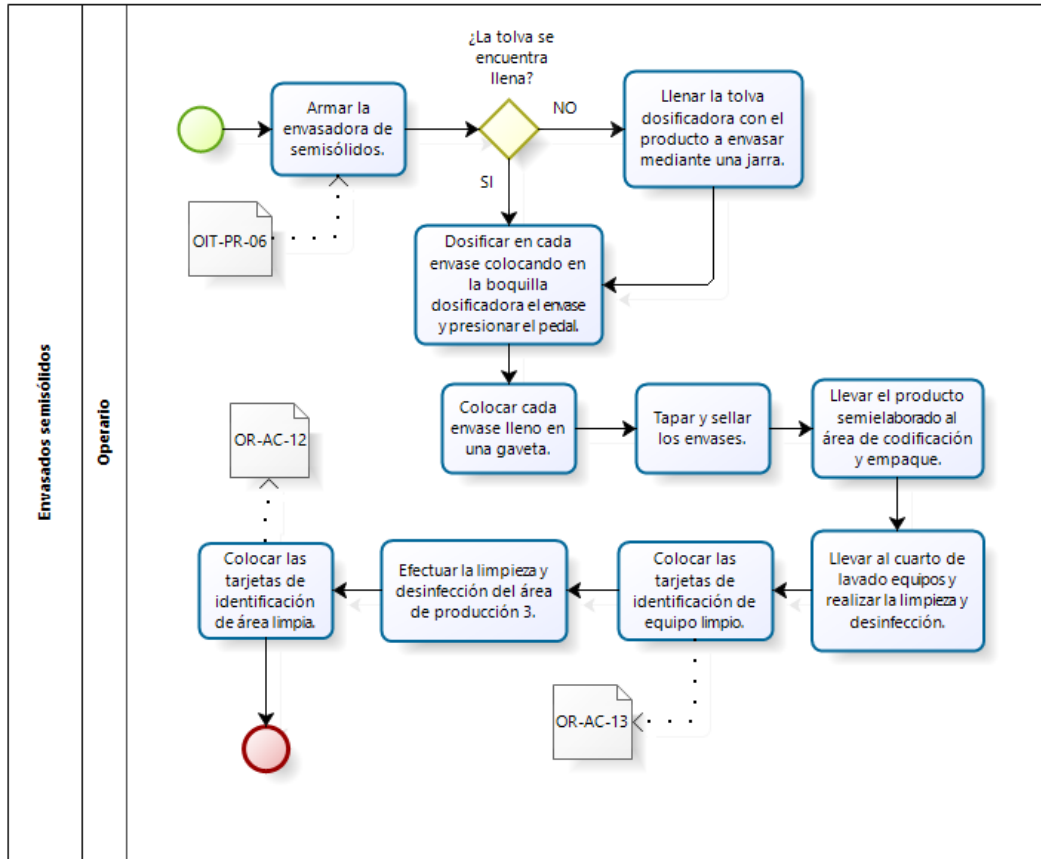 Envasados semisólidos
Operario
¿La tolva se
encuentra
llena?
Armar la
envasadora de
semisólidos.
NO
Llenar la tolva
dosificadora con el
producto a envasar
mediante una jarra.
SI
OIT-PR-06
Dosificar en cada
envase colocando en
la boquilla
dosificadora el envase
y presionar el pedal.
Colocar cada
envase lleno en
una gaveta.
Tapar y sellar
los envases.
Llevar el producto
semielaborado al
área de codificación
y empaque.
OR-AC-12
Llevar al cuarto de
lavado equipos y
realizar la limpieza y
desinfección.
Colocar las
tarjetas de
identificación de
equipo limpio.
Efectuar la limpieza y
desinfección del área
de producción 3.
Colocar las
tarjetas de
identificación
de área limpia.
OR-AC-13